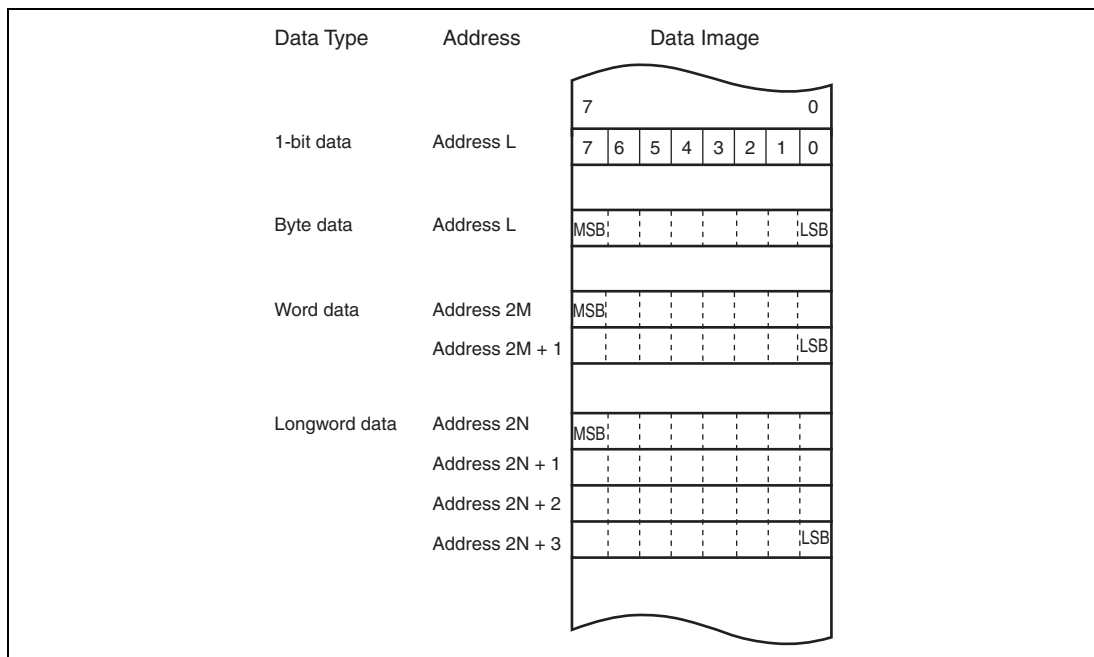 Data Type Address Data Image
7 0
1-bit data Address L 7 6 5 4 3 2 1 0
Byte data Address L MSB LSB
Word data Address 2M MSB
Address 2M + 1 LSB
Longword data Address 2N MSB
Address 2N + 1
Address 2N + 2
Address 2N + 3 LSB